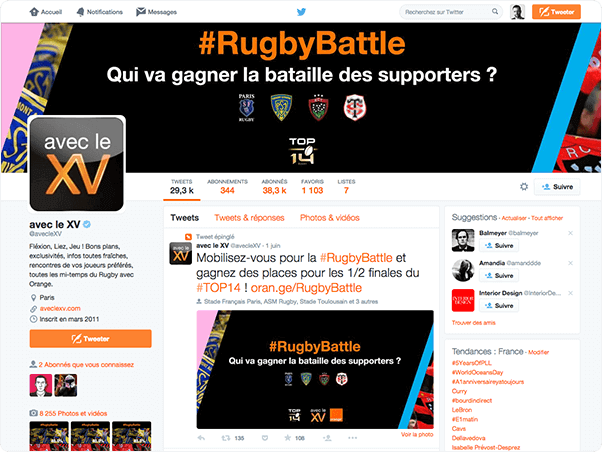 Accueil
Notifications
Messages
Recherchez sur Twitter
Tweeter
#RugbyBattle
Qui va gagner la bataille des supporters ?
PARIS
RUGBY
TOP
14
avec le
XV
TWEETS
29,3 k
ABONNEMENTS
344
ABONNÉS
38,3 k
FAVORIS
1 103
LISTES
7
Suivre
avec le XV
@avecleXV
Fléxion, Liez, Jeu ! Bons plans,
exclusivités, infos toutes fraîches,
rencontres de vos joueurs préférés,
toutes les mi-temps du Rugby avec
Orange.
Paris
aveclexv.com
Inscrit en mars 2011
Tweeter
2 Abonnés que vous connaissez
8 255 Photos et vidéos
Tweets
Tweets & réponses
Photos & vidéos
Tweet épinglé
avec le XV @avecleXV · 1 juin
Mobilisez-vous pour la #RugbyBattle et
gagnez des places pour les 1/2 finales du
#TOP14 ! oran.ge/RugbyBattle
Stade Français Paris, ASM Rugby, Stade Toulousain et 3 autres
#RugbyBattle
Qui va gagner la bataille des supporters ?
TOP
14
avec le
XV
135
108
Voir la photo
Suggestions · Actualiser · Tout afficher
Balmeyer @balmeyer
Suivre
Amandia @amanddde
Suivre
Interior Design @InteriorDe...
Suivre
Trouver des amis
Tendances : France · Modifier
#5YearsOfPLL
#WorldOceansDay
#A1anniversaireyatoujours
Curry
#bourdindirect
LeBron
#E1matin
Cavs
Dellavedova
Isabelle Prévost-Desprez